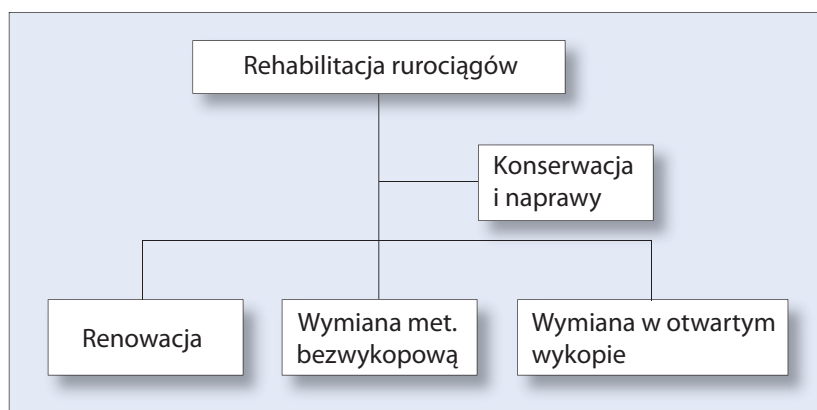 Rehabilitacja rurociągów
Konserwacja
i naprawy
Renowacja
Wymiana met.
bezwykopową
Wymiana w otwartym
wykopie